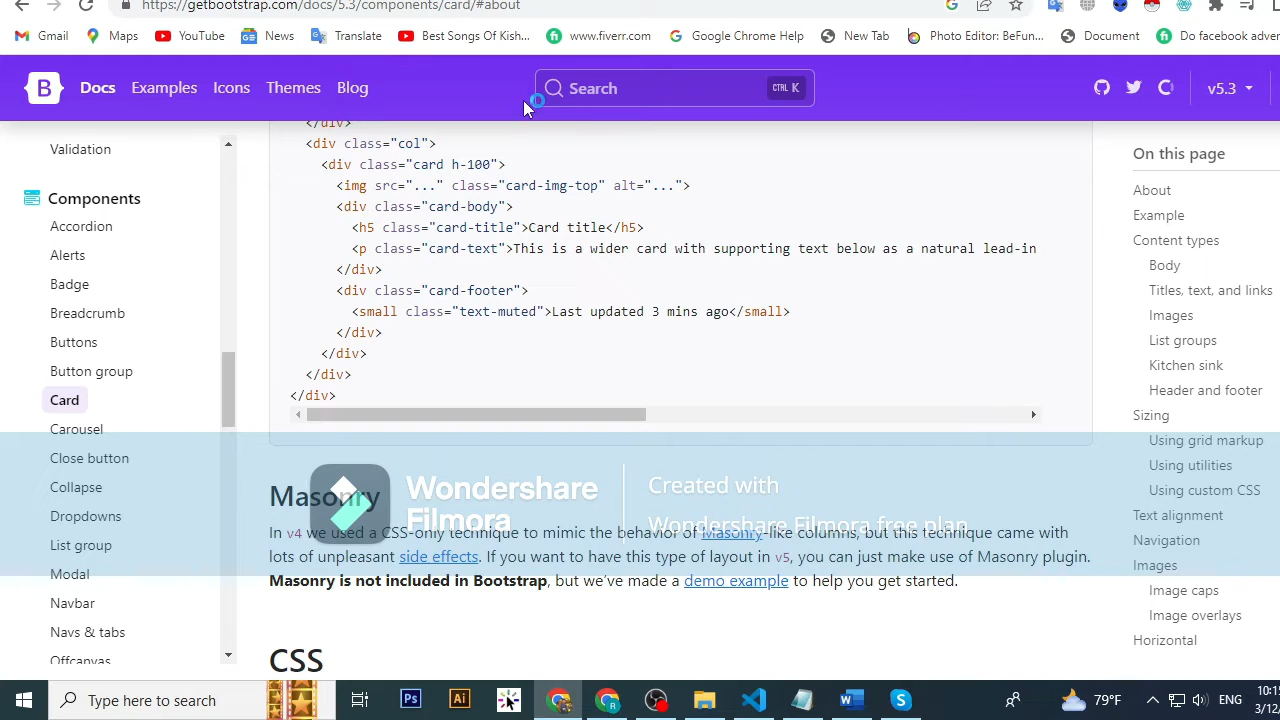 https://getbootstrap.com/docs/5.3/components/card/#about
Gmail
Maps
YouTube
News
Translate
Best Songs Of Kish...
www.fiverr.com
Google Chrome Help
New Tab
Photo Editor: BeFun...
Document
Do facebook adver
B
Docs
Examples
Icons
Themes
Blog
Search
CTRL K
v5.3
Validation
Components
Accordion
Alerts
Badge
Breadcrumb
Buttons
Button group
Card
Carousel
Close button
Collapse
Dropdowns
List group
Modal
Navbar
Navs & tabs
Offcanvas
</div>
<div class="col">
<div class="card h-100">
<img src="..." class="card-img-top" alt="...">
<div class="card-body">
<h5 class="card-title">Card title</h5>
<p class="card-text">This is a wider card with supporting text below as a natural lead-in
</div>
<div class="card-footer">
<small class="text-muted">Last updated 3 mins ago</small>
</div>
</div>
</div>
</div>
Masonry
In v4 we used a CSS-only technique to mimic the behavior of Masonry-like columns, but this technique came with
lots of unpleasant side effects. If you want to have this type of layout in v5, you can just make use of Masonry plugin.
Masonry is not included in Bootstrap, but we've made a demo example to help you get started.
CSS
Wondershare
Filmora
Created with
Wondershare Filmora free plan
On this page
About
Example
Content types
Body
Titles, text, and links
Images
List groups
Kitchen sink
Header and footer
Sizing
Using grid markup
Using utilities
Using custom CSS
Text alignment
Navigation
Images
Image caps
Image overlays
Horizontal
Type here to search
Ps
Ai
79°F
ENG
10:15
3/12/